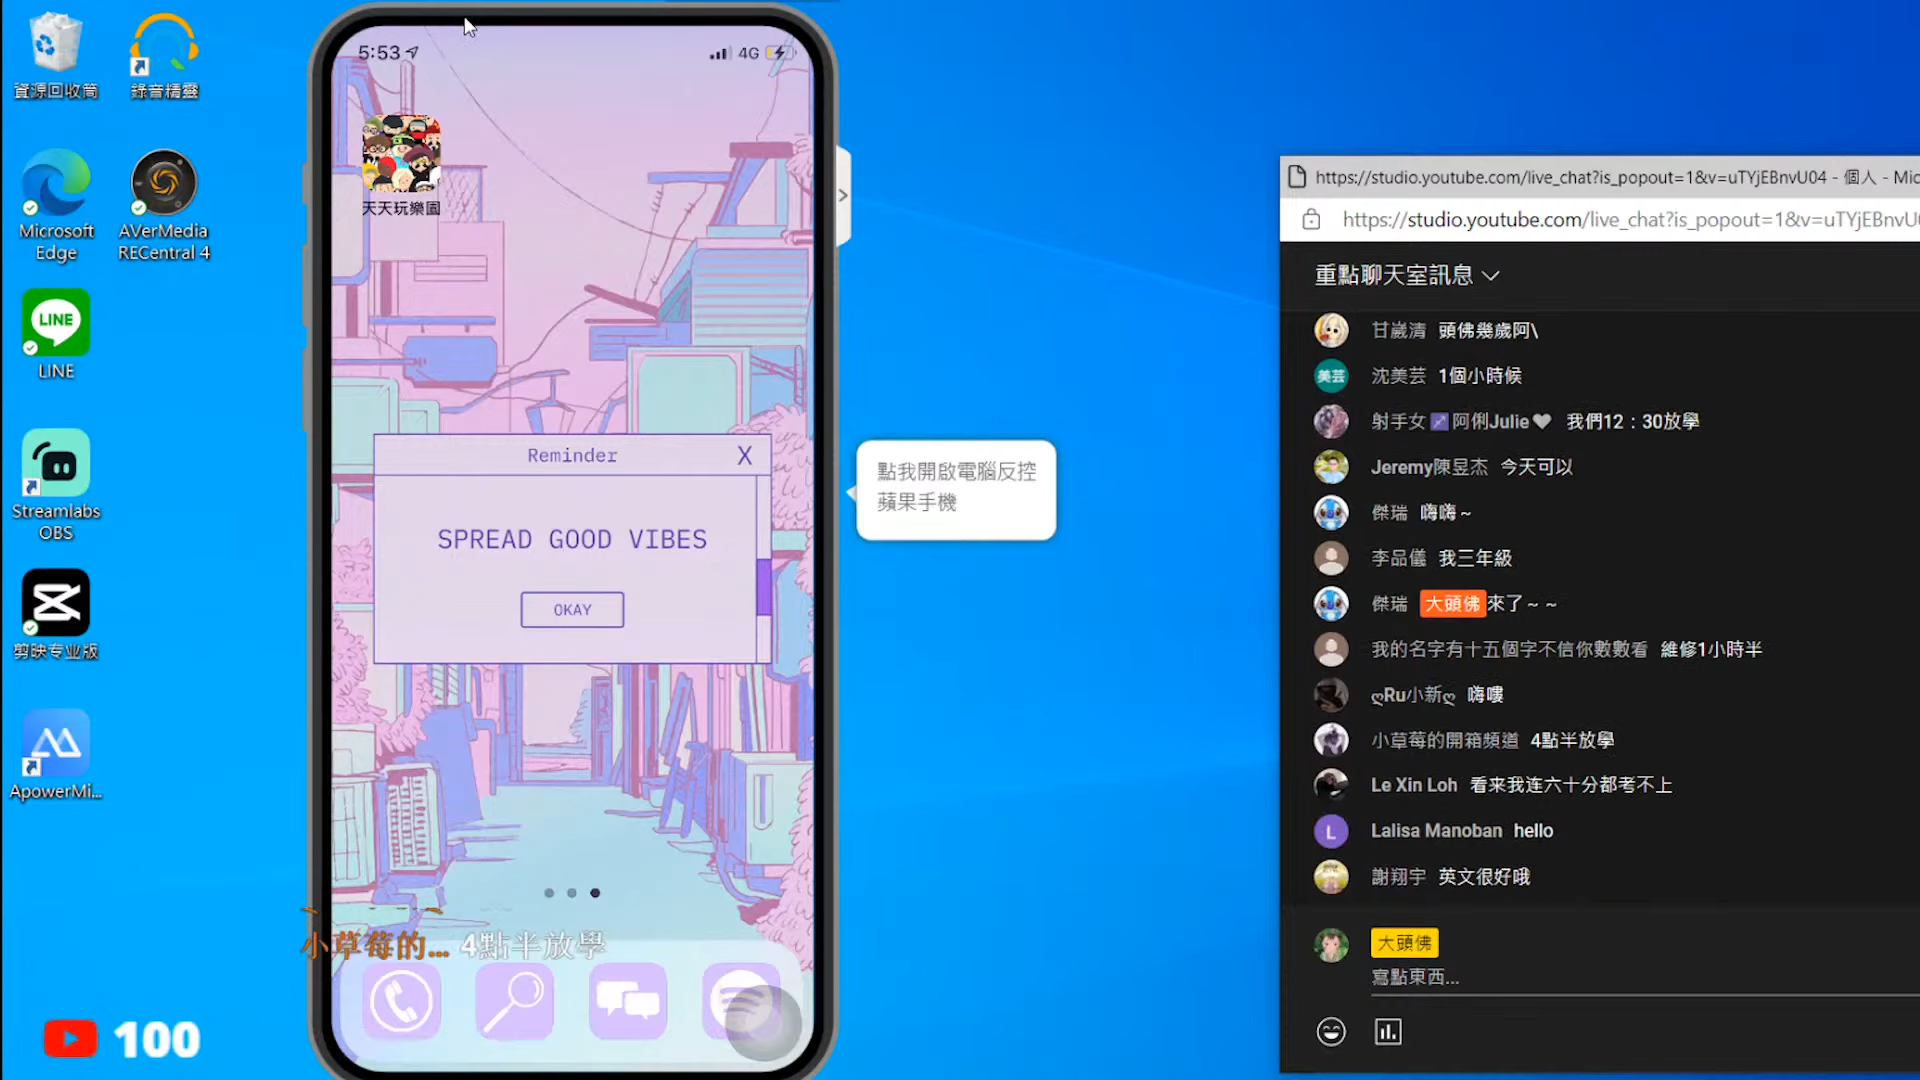 資源回收筒
錄音精靈
Microsoft
Edge
AVerMedia
RECentral 4
LINE
LINE
Streamlabs
OBS
剪映专业版
ApowerMi...
100
5:53
4G
天天玩樂園
Reminder
X
SPREAD GOOD VIBES
OKAY
小草莓的... 4點半放學
點我開啟電腦反控
蘋果手機
https://studio.youtube.com/live_chat?is_popout=1&v=uTYjEBnvU04 - 個人 - Mic
https://studio.youtube.com/live_chat?is_popout=1&v=uTYjEBnvU
重點聊天室訊息
甘嵗清 頭佛幾歲阿\
美芸 沈美芸 1個小時候
射手女♐阿俐Julie🖤 我們12：30放學
Jeremy陳昱杰 今天可以
傑瑞 嗨嗨~
李品儀 我三年級
傑瑞 大頭佛來了~ ~
我的名字有十五個字不信你數數看 維修1小時半
ღRu小新ღ 嗨嘍
小草莓的開箱頻道 4點半放學
Le Xin Loh 看来我连六十分都考不上
L Lalisa Manoban hello
謝翔宇 英文很好哦
大頭佛
寫點東西...